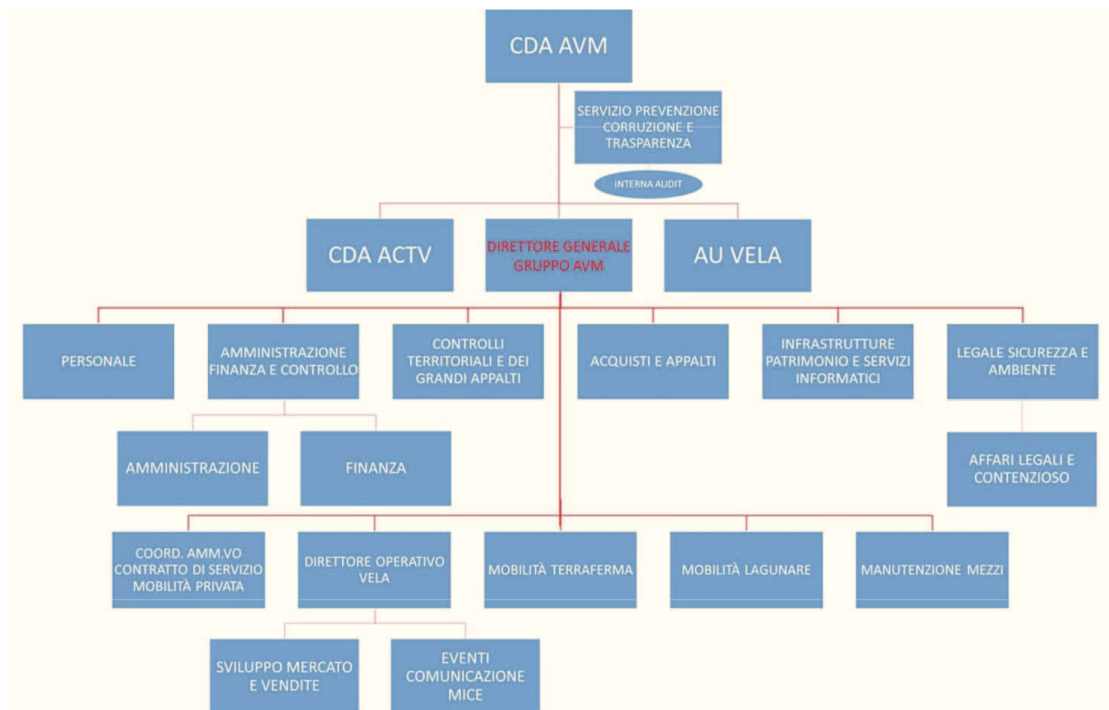 CDA AVM
SERVIZIO PREVENZIONE
CORRUZIONE E
TRASPARENZA
INTERNA AUDIT
CDA ACTV
DIRETTORE GENERALE
GRUPPO AVM
AU VELA
PERSONALE
AMMINISTRAZIONE
FINANZA E CONTROLLO
CONTROLLI
TERRITORIALI E DEI
GRANDI APPALTI
ACQUISTI E APPALTI
INFRASTRUTTURE
PATRIMONIO E SERVIZI
INFORMATICI
LEGALE SICUREZZA E
AMBIENTE
AMMINISTRAZIONE
FINANZA
AFFARI LEGALI E
CONTENZIOSO
COORD. AMM.VO
CONTRATTO DI SERVIZIO
MOBILITÀ PRIVATA
DIRETTORE OPERATIVO
VELA
MOBILITÀ TERRAFERMA
MOBILITÀ LAGUNARE
MANUTENZIONE MEZZI
SVILUPPO MERCATO
E VENDITE
EVENTI
COMUNICAZIONE
MICE